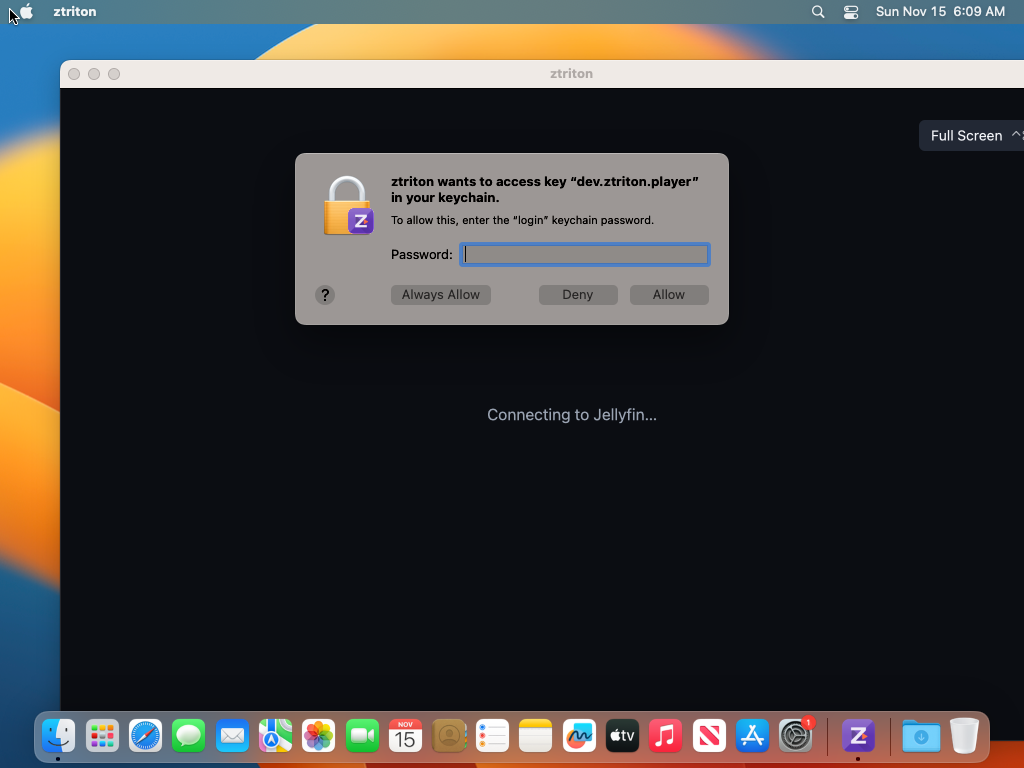 ztriton
Sun Nov 15 6:09 AM
ztriton
Full Screen
ztriton wants to access key “dev.ztriton.player”
in your keychain.
To allow this, enter the “login” keychain password.
Password:
?
Always Allow
Deny
Allow
Connecting to Jellyfin...
NOV
15
tv
1
Z